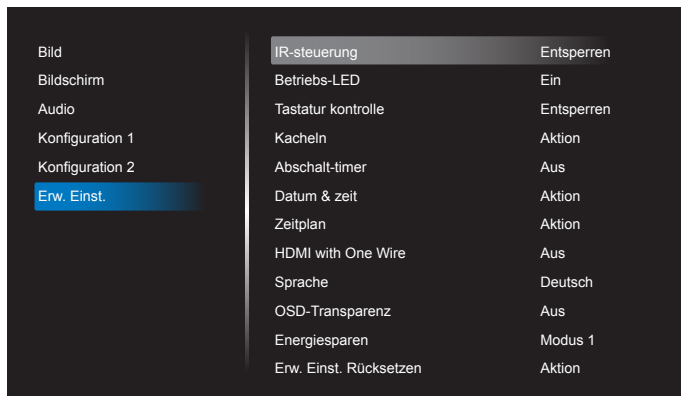 Bild
Bildschirm
Audio
Konfiguration 1
Konfiguration 2
Erw. Einst.
IR-steuerung Entsperren
Betriebs-LED Ein
Tastatur kontrolle Entsperren
Kacheln Aktion
Abschalt-timer Aus
Datum & zeit Aktion
Zeitplan Aktion
HDMI with One Wire Aus
Sprache Deutsch
OSD-Transparenz Aus
Energiesparen Modus 1
Erw. Einst. Rücksetzen Aktion